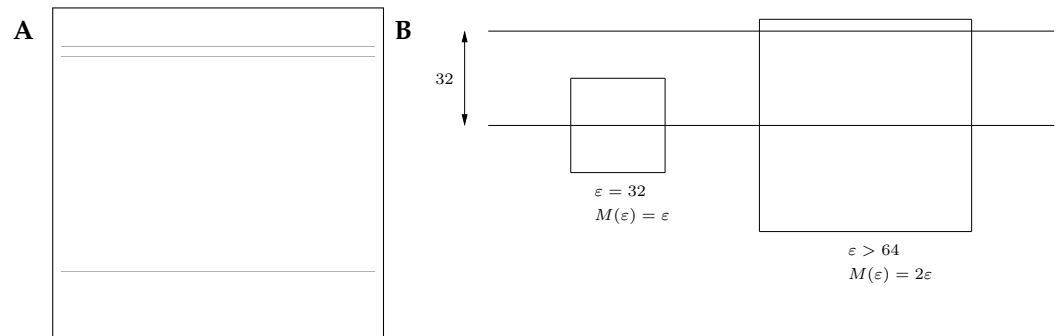 A
B
32
ε = 32
M(ε) = ε
ε > 64
M(ε) = 2ε